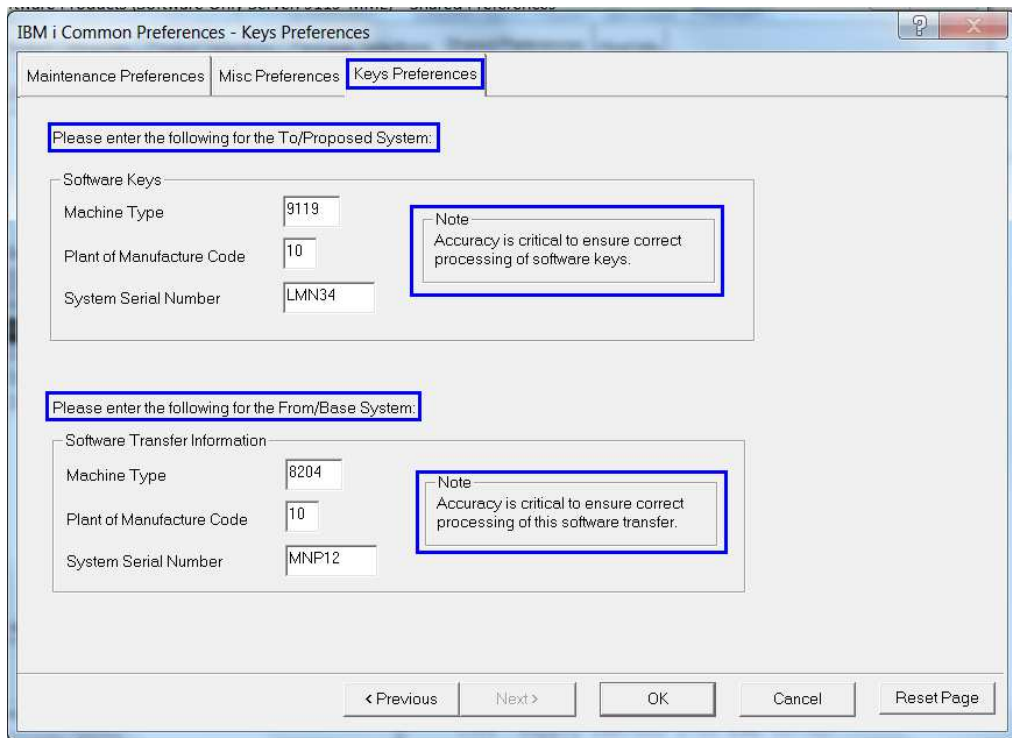 IBM i Common Preferences - Keys Preferences
Maintenance Preferences
Misc Preferences
Keys Preferences
Please enter the following for the To/Proposed System:
Software Keys
Machine Type
9119
Plant of Manufacture Code
10
System Serial Number
LMN34
Note
Accuracy is critical to ensure correct
processing of software keys.
Please enter the following for the From/Base System:
Software Transfer Information
Machine Type
8204
Plant of Manufacture Code
10
System Serial Number
MNP12
Note
Accuracy is critical to ensure correct
processing of this software transfer.
< Previous
Next >
OK
Cancel
Reset Page